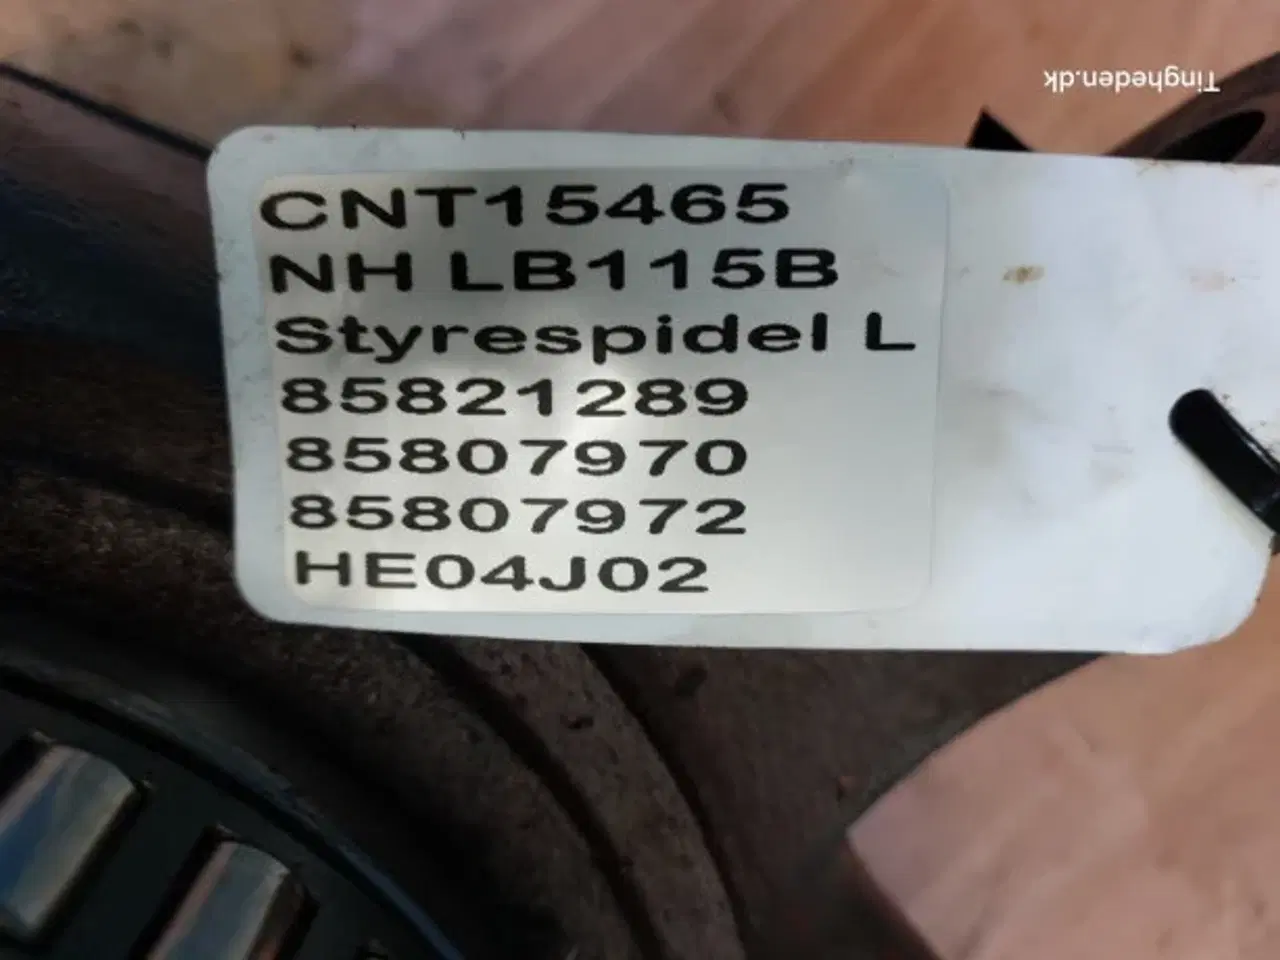 Tingheden.dk
CNT15465
NH LB115B
Styrespidel L
85821289
85807970
85807972
HE04J02